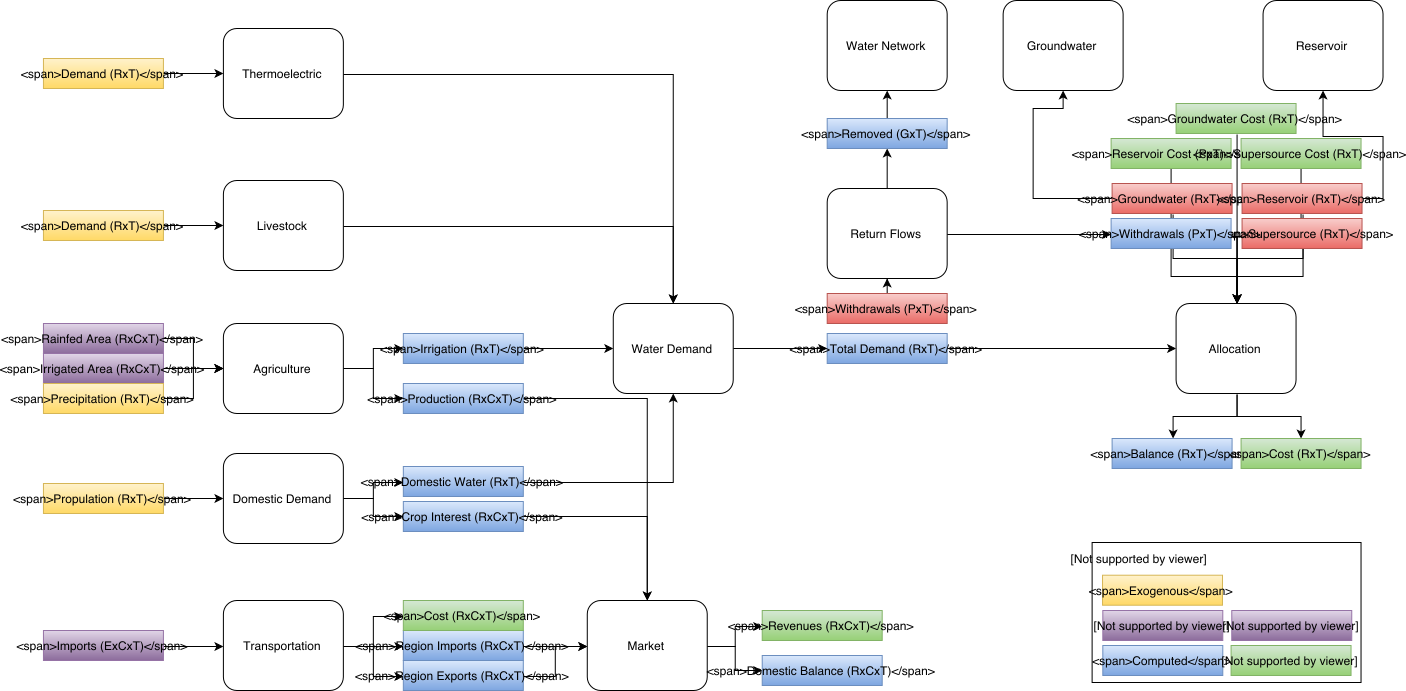 Water Network
Groundwater
Reservoir
<span>Demand (RxT)</span>
Thermoelectric
<span>Groundwater Cost (RxT)</span>
<span>Removed (GxT)</span>
<span>Reservoir Cost (RxT)</span>
<span>Supersource Cost (RxT)</span>
<span>Groundwater (RxT)</span>
<span>Reservoir (RxT)</span>
<span>Demand (RxT)</span>
Livestock
Return Flows
<span>Withdrawals (PxT)</span>
<span>Supersource (RxT)</span>
<span>Withdrawals (PxT)</span>
<span>Rainfed Area (RxCxT)</span>
<span>Irrigated Area (RxCxT)</span>
<span>Precipitation (RxT)</span>
Agriculture
<span>Irrigation (RxT)</span>
<span>Production (RxCxT)</span>
Water Demand
<span>Total Demand (RxT)</span>
Allocation
<span>Balance (RxT)</span>
<span>Cost (RxT)</span>
<span>Propulation (RxT)</span>
Domestic Demand
<span>Domestic Water (RxT)</span>
<span>Crop Interest (RxCxT)</span>
<span>Imports (ExCxT)</span>
Transportation
<span>Cost (RxCxT)</span>
<span>Region Imports (RxCxT)</span>
<span>Region Exports (RxCxT)</span>
Market
<span>Revenues (RxCxT)</span>
<span>Domestic Balance (RxCxT)</span>
[Not supported by viewer]
<span>Exogenous</span>
[Not supported by viewer]
[Not supported by viewer]
<span>Computed</span>
[Not supported by viewer]